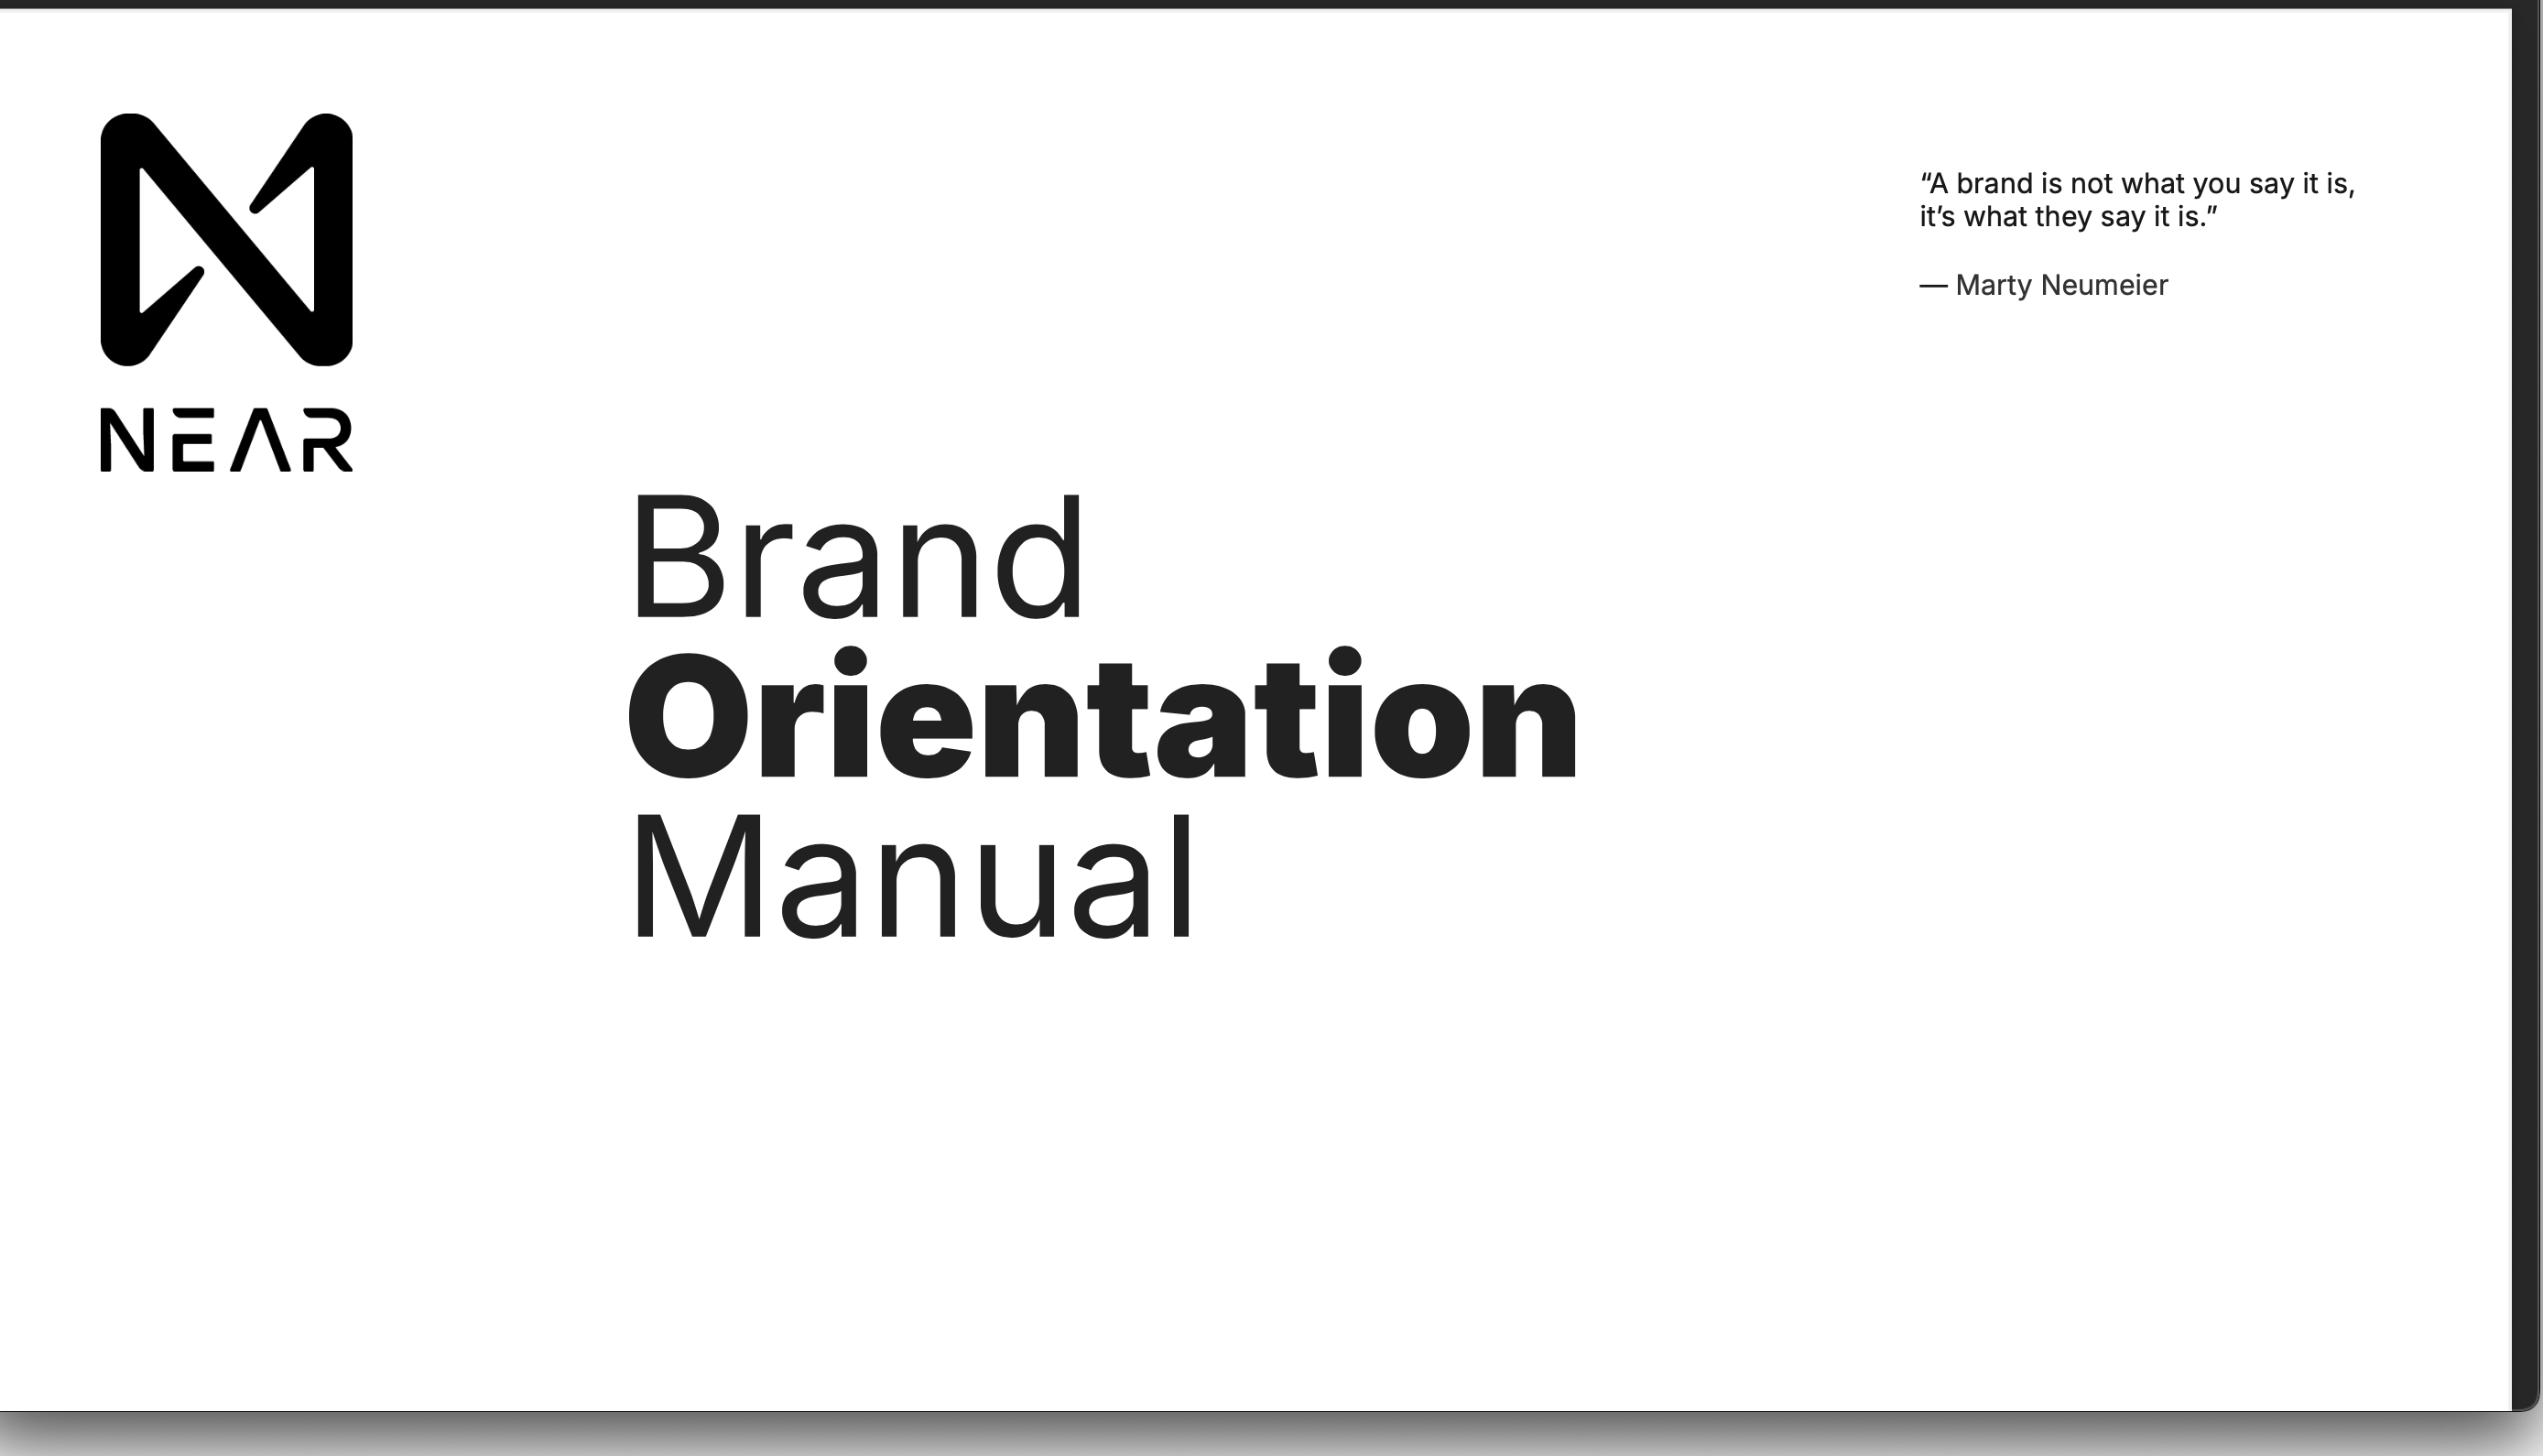 NEAR
“A brand is not what you say it is,
it’s what they say it is.”
— Marty Neumeier
Brand
Orientation
Manual